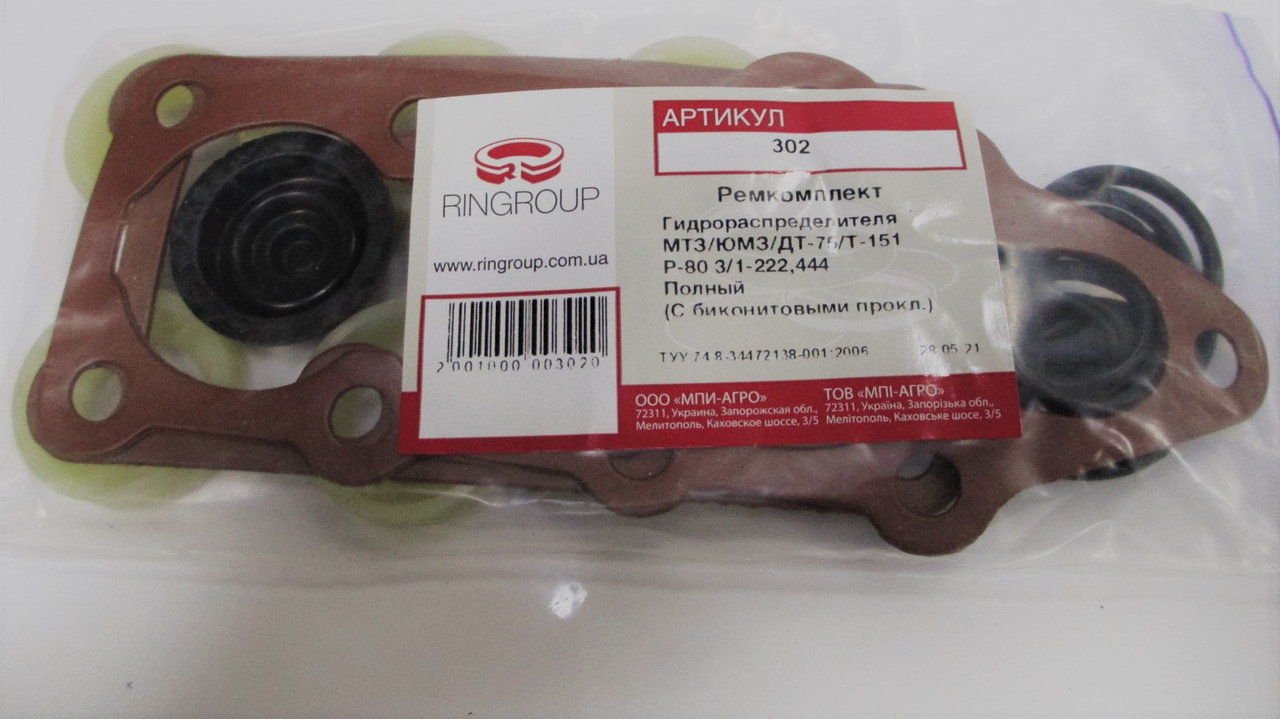 АРТИКУЛ
302
RINGROUP
www.ringroup.com.ua
Ремкомплект
Гидрораспределителя
МТЗ/ЮМЗ/ДТ-75/Т-151
Р-80 3/1-222,444
Полный
(С биконитовыми прокл.)
2 001000 003020
ТУУ 74.8-34472138-001:2006 28.05.21
ООО «МПИ-АГРО»
72311, Украина, Запорожская обл.,
Мелитополь, Каховское шоссе, 3/5
ТОВ «МПІ-АГРО»
72311, Україна, Запорізька обл.,
Мелітополь, Каховське шосе, 3/5